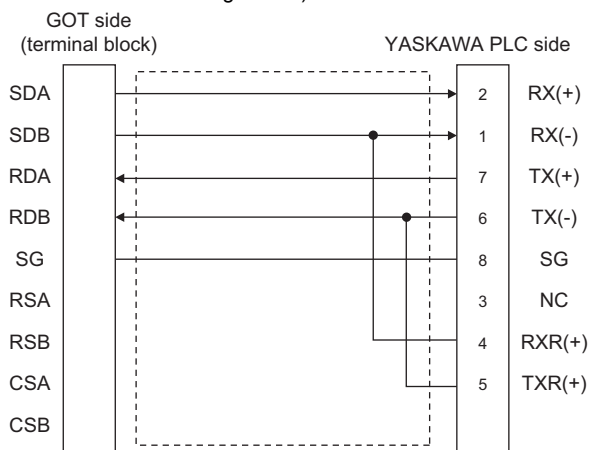 GOT side
(terminal block)
YASKAWA PLC side
SDA 2 RX(+)
SDB 1 RX(-)
RDA 7 TX(+)
RDB 6 TX(-)
SG 8 SG
RSA 3 NC
RSB 4 RXR(+)
CSA 5 TXR(+)
CSB